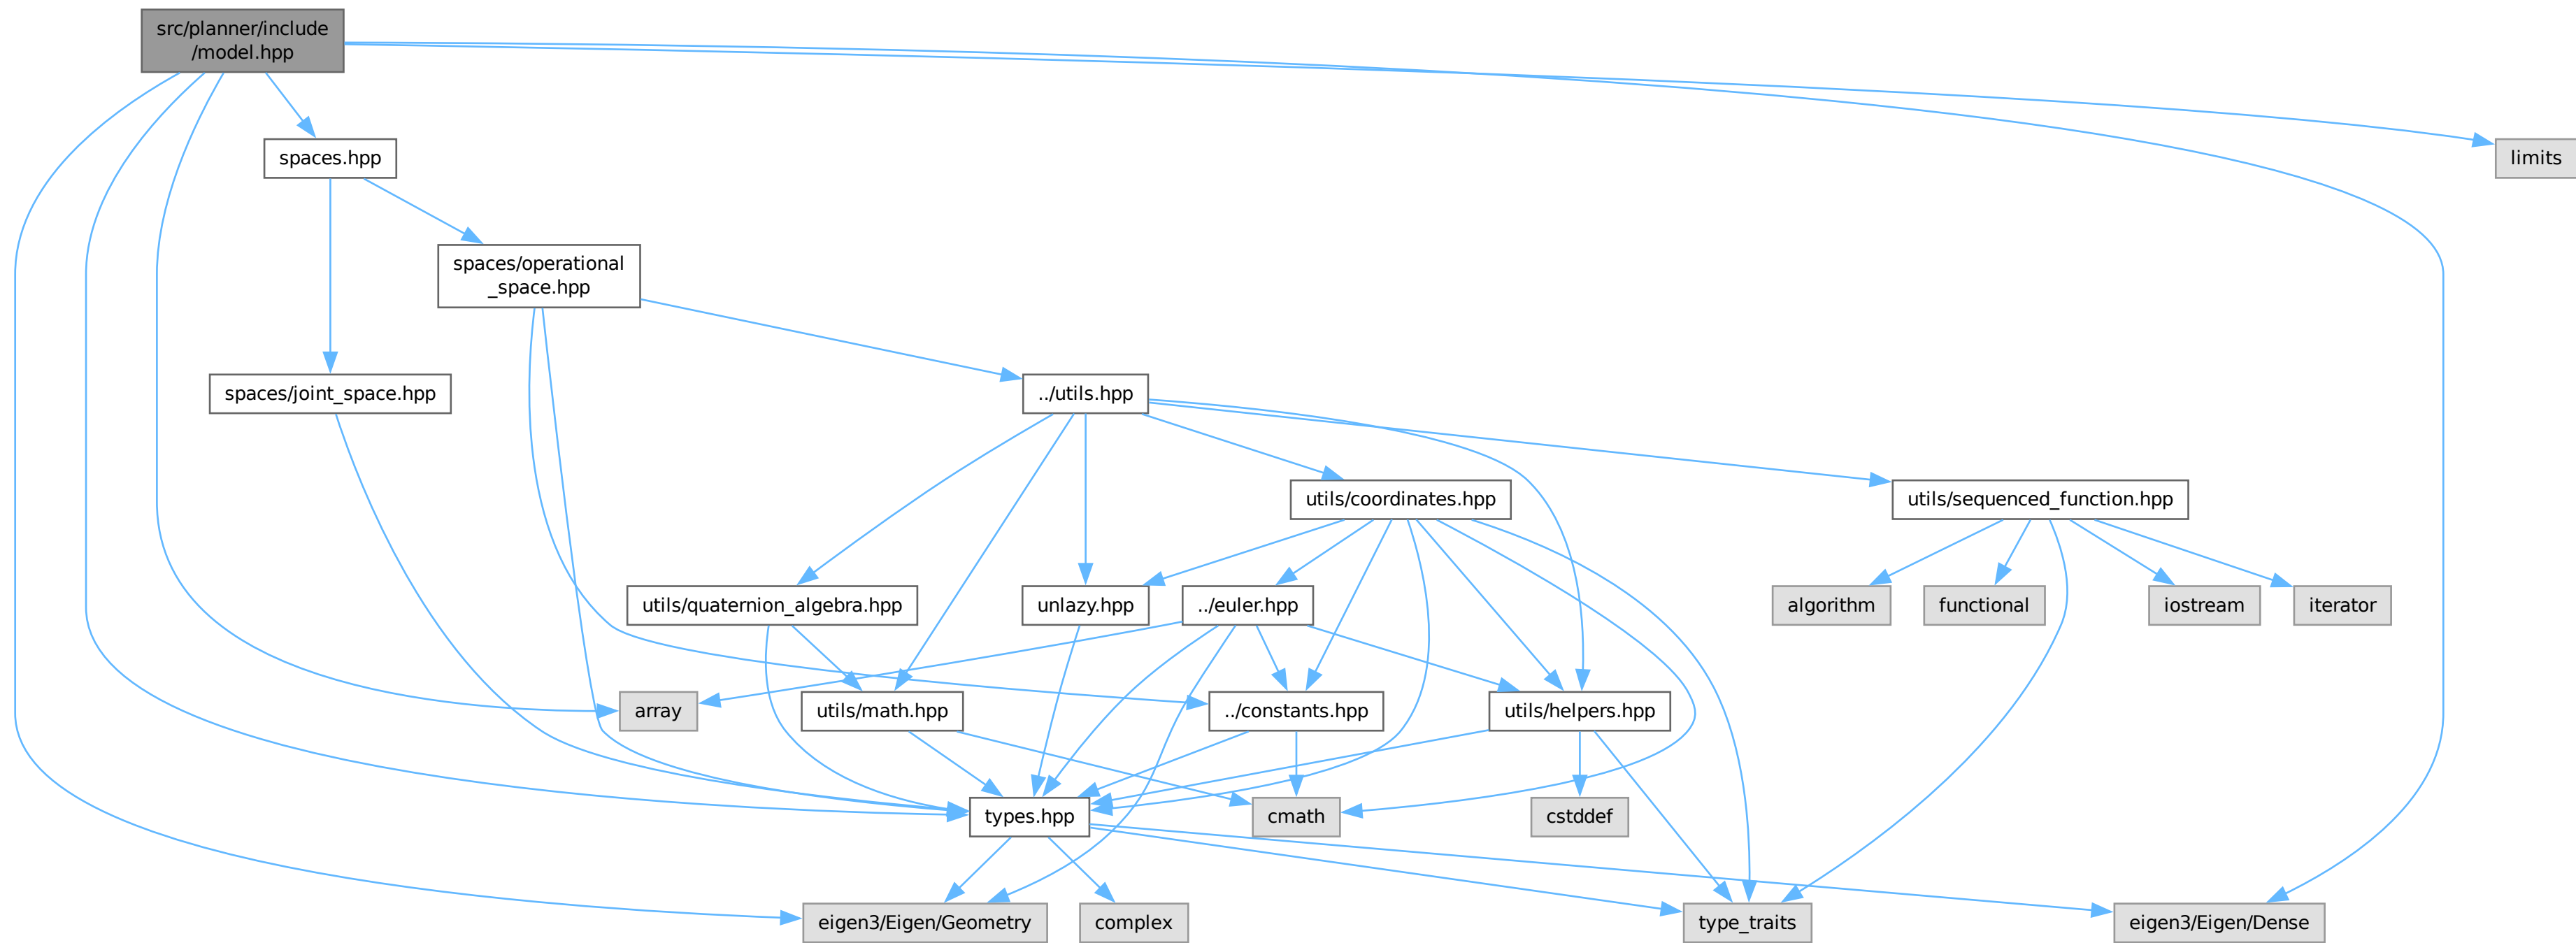 src/planner/include
/model.hpp
spaces.hpp
limits
spaces/operational
_space.hpp
spaces/joint_space.hpp
../utils.hpp
utils/coordinates.hpp
utils/sequenced_function.hpp
utils/quaternion_algebra.hpp
unlazy.hpp
../euler.hpp
algorithm
functional
iostream
iterator
array
utils/math.hpp
../constants.hpp
utils/helpers.hpp
types.hpp
cmath
cstddef
eigen3/Eigen/Geometry
complex
type_traits
eigen3/Eigen/Dense